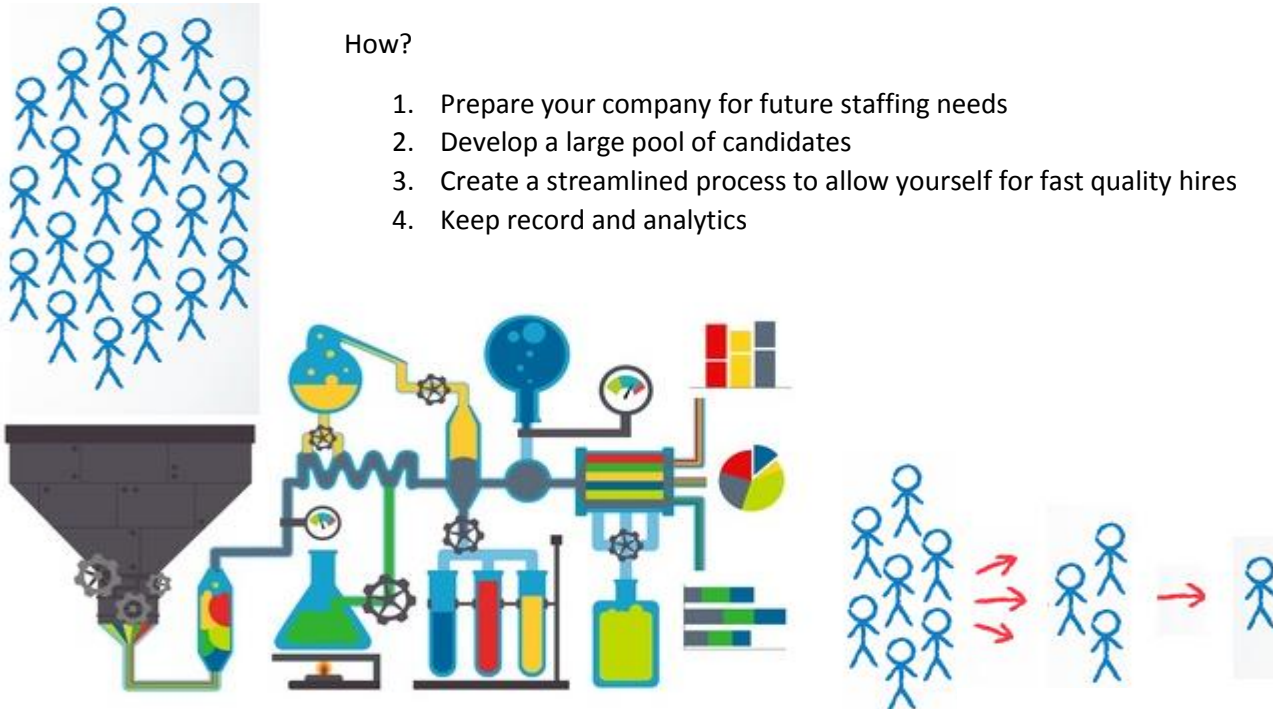 How?
1. Prepare your company for future staffing needs
2. Develop a large pool of candidates
3. Create a streamlined process to allow yourself for fast quality hires
4. Keep record and analytics